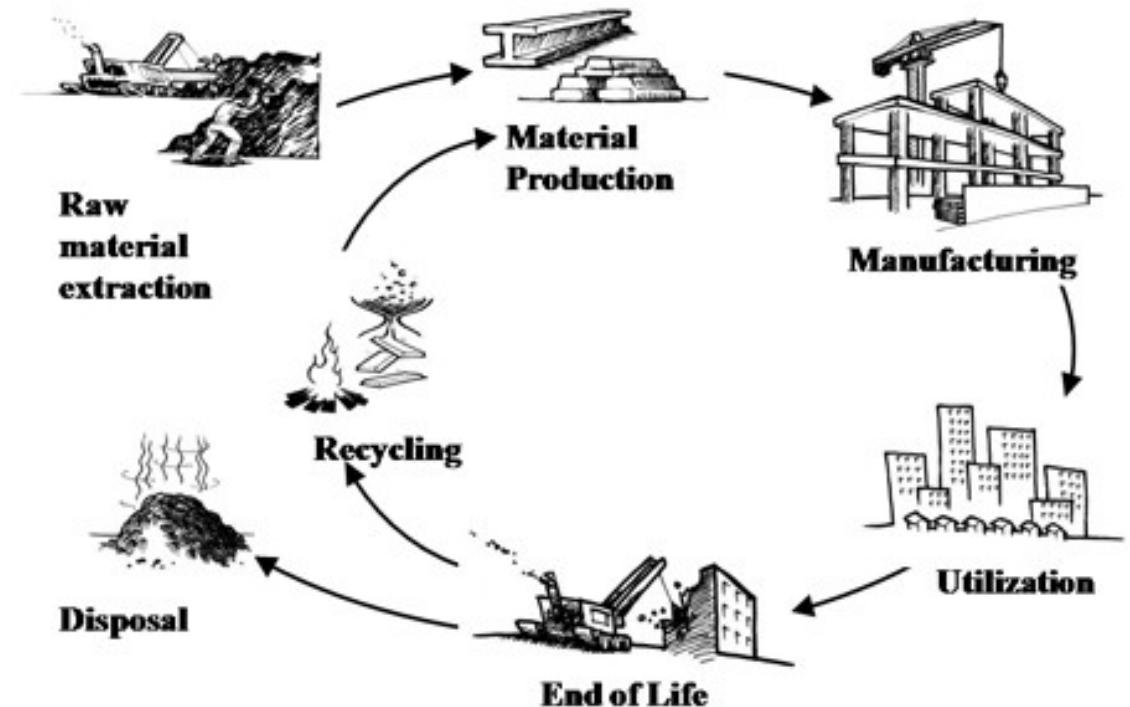 Raw
material
extraction
Material
Production
Manufacturing
Utilization
End of Life
Recycling
Disposal